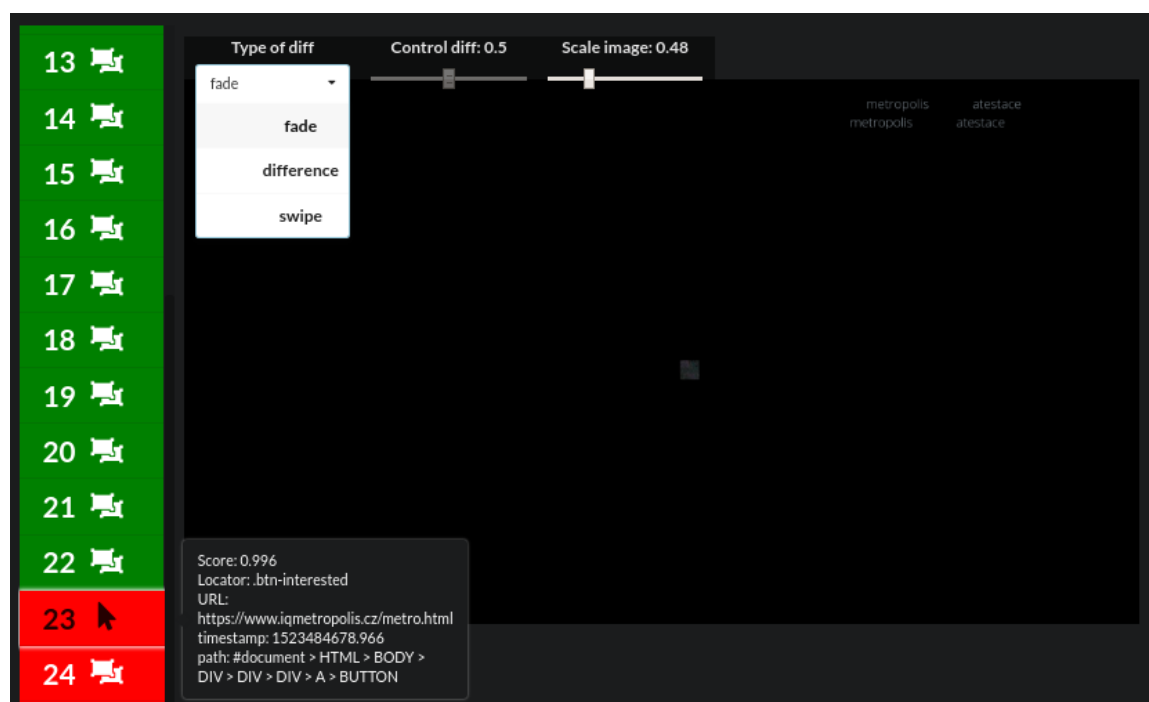 13
14
15
16
17
18
19
20
21
22
23
24
Type of diff
Control diff: 0.5
Scale image: 0.48
fade
fade
difference
swipe
metropolis atestace
metropolis atestace
Score: 0.996
Locator: .btn-interested
URL:
https://www.iqmetropolis.cz/metro.html
timestamp: 1523484678.966
path: #document > HTML > BODY >
DIV > DIV > DIV > A > BUTTON